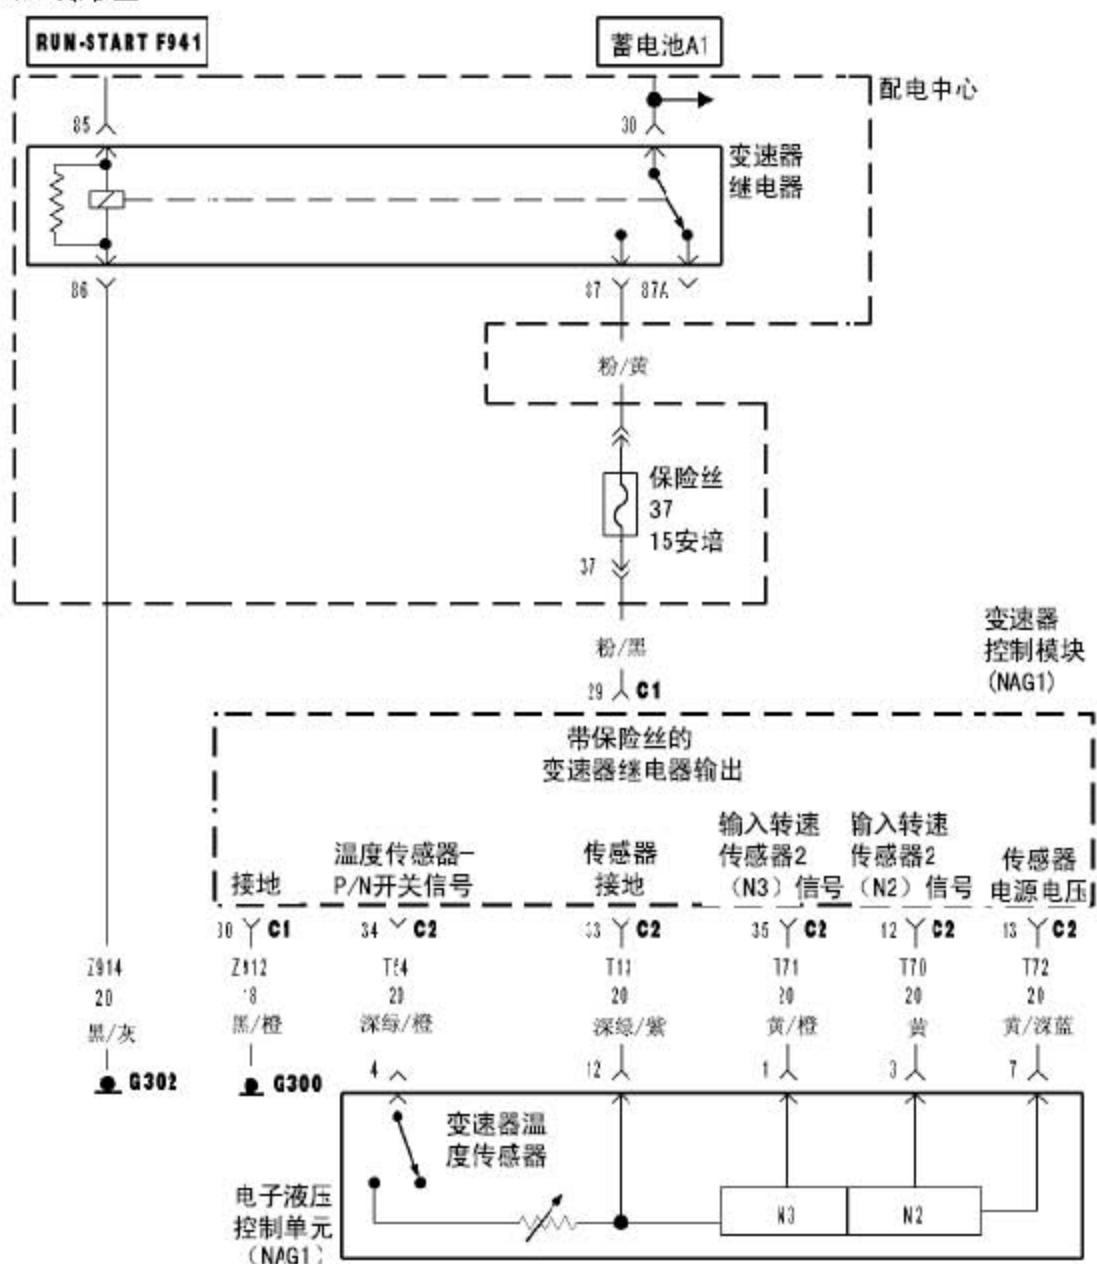 RUN-START F941
蓄电池A1
配电中心
85
30
变速器
继电器
86
87
87A
粉/黄
保险丝
37
15安培
37
粉/黑
变速器
控制模块
(NAG1)
29
C1
带保险丝的
变速器继电器输出
接地
温度传感器-
P/N开关信号
传感器
接地
输入转速
传感器2
(N3)信号
输入转速
传感器2
(N2)信号
传感器
电源电压
30
C1
34
C2
33
C2
35
C2
12
C2
13
C2
Z914
Z912
T13
T71
T70
T72
20
18
20
20
20
20
20
黑/灰
黑/橙
深绿/橙
深绿/紫
黄/橙
黄
黄/深蓝
G302
G300
4
12
1
3
7
变速器温
度传感器
电子液压
控制单元
(NAG1)
N3
N2